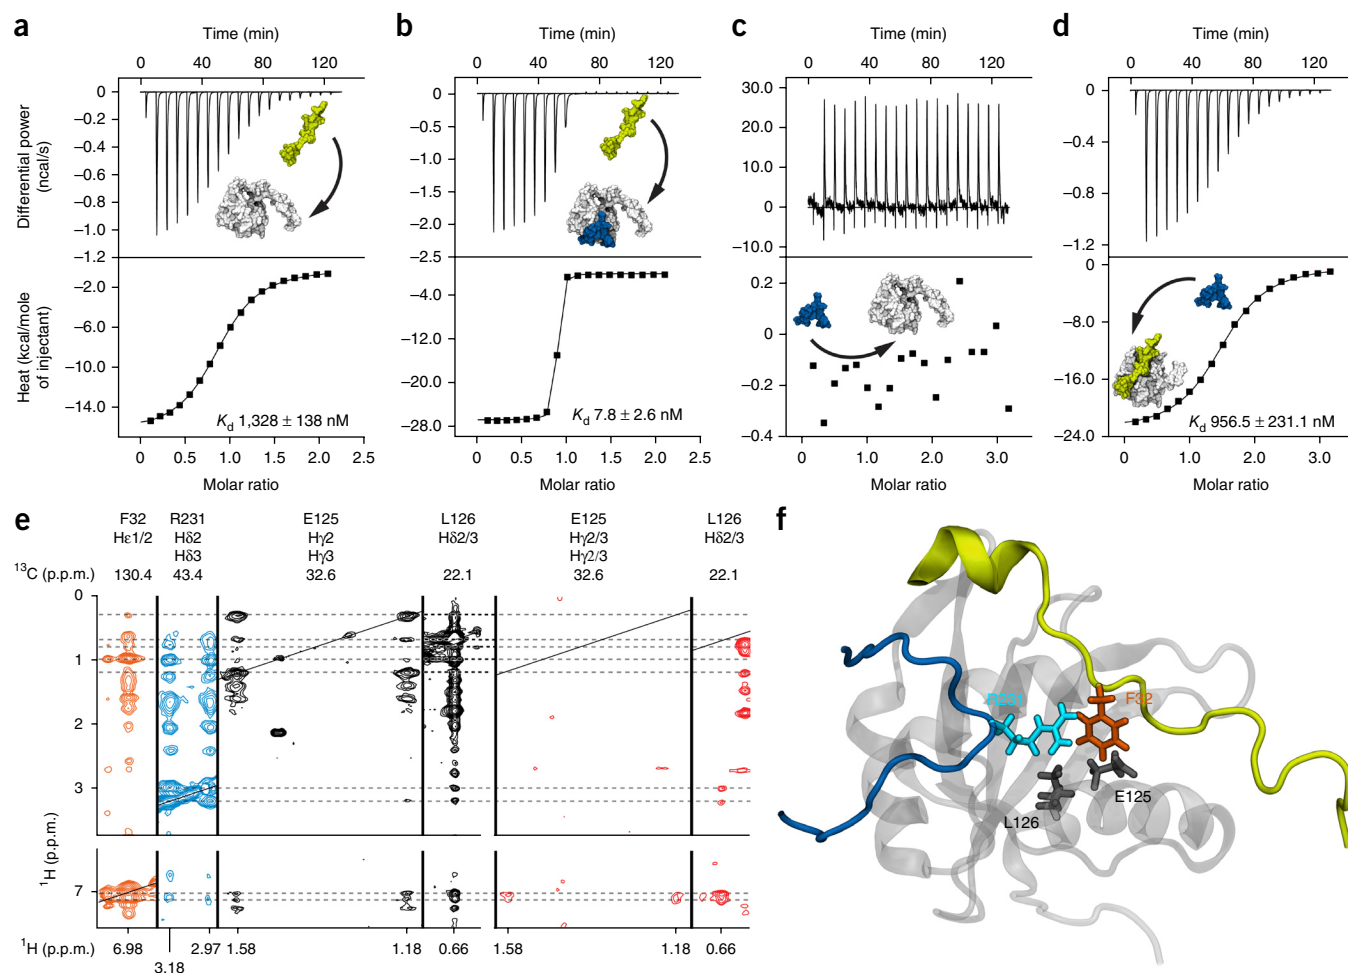 a
Time (min)
0 40 80 120
Differential power
(ncal/s)
0
−0.2
−0.4
−0.6
−0.8
−1.0
−1.2
Heat (kcal/mole
of injectant)
−2.0
−6.0
−10.0
−14.0
Kd 1,328 ± 138 nM
0 0.5 1.0 1.5 2.0 2.5
Molar ratio
b
Time (min)
0 40 80 120
0
−0.5
−1.0
−1.5
−2.0
−2.5
−4.0
−12.0
−20.0
−28.0
Kd 7.8 ± 2.6 nM
0 0.5 1.0 1.5 2.0 2.5
Molar ratio
c
Time (min)
0 40 80 120
30.0
20.0
10.0
0
−10.0
0.2
0
−0.2
−0.4
0 1.0 2.0 3.0
Molar ratio
d
Time (min)
0 40 80 120
0
−0.4
−0.8
−1.2
0
−8.0
−16.0
−24.0
Kd 956.5 ± 231.1 nM
0 1.0 2.0 3.0
Molar ratio
e
F32 R231 E125 L126 E125 L126
Hε1/2 Hδ2 Hγ2 Hδ2/3 Hγ2/3 Hδ2/3
Hδ3 Hγ3 Hγ2/3
13C (p.p.m.) 130.4 43.4 32.6 22.1 32.6 22.1
0
1
2
3
7
1H (p.p.m.)
1H (p.p.m.) 6.98 2.97 1.58 1.18 0.66 1.58 1.18 0.66
3.18
f
R231
F32
E125
L126